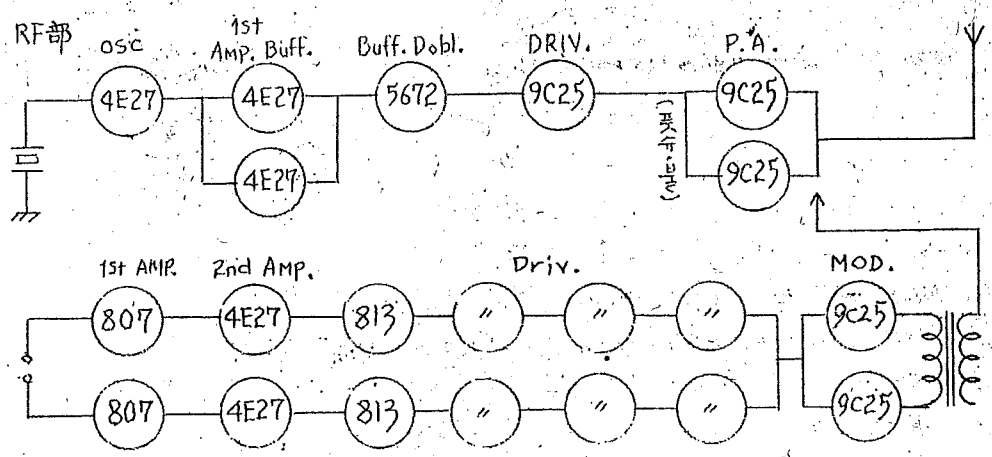 RF部
OSC
1st
AMP. Buff.
Buff. Dobl.
DRIV.
P.A.
4E27
4E27
5672
9C25
9C25
4E27
9C25
1st AMP.
2nd AMP.
Driv.
MOD.
807
4E27
813
〃
〃
〃
9C25
807
4E27
813
〃
〃
〃
9C25